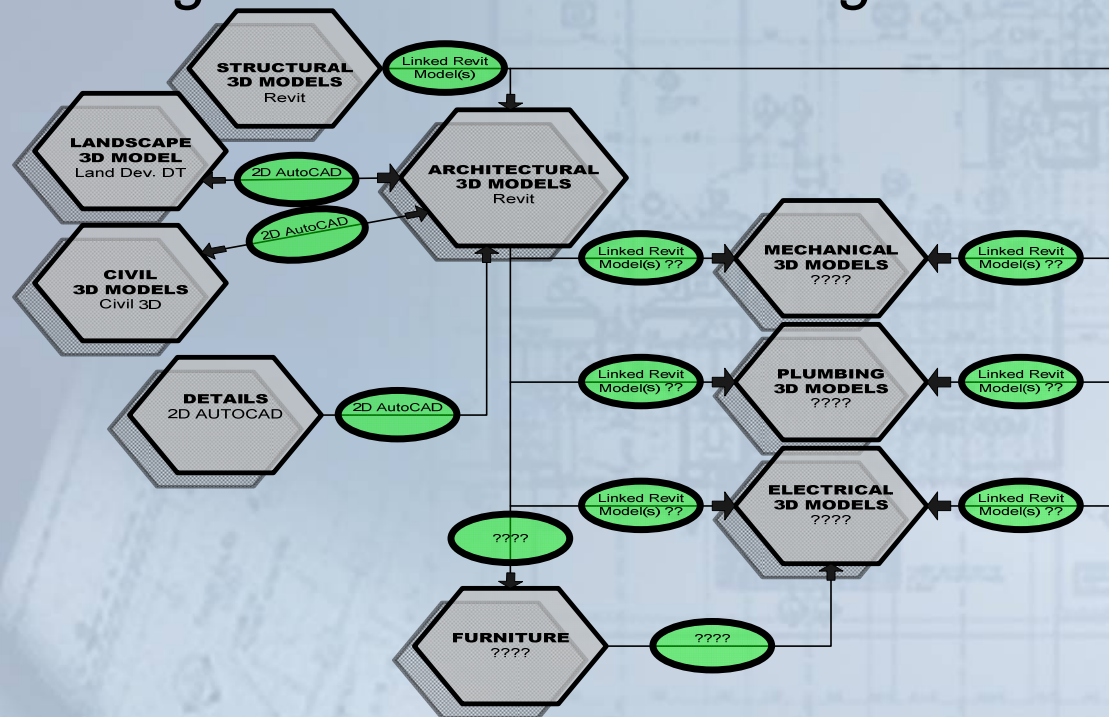 STRUCTURAL
3D MODELS
Revit
Linked Revit
Model(s)
LANDSCAPE
3D MODEL
Land Dev. DT
2D AutoCAD
ARCHITECTURAL
3D MODELS
Revit
2D AutoCAD
CIVIL
3D MODELS
Civil 3D
Linked Revit
Model(s) ??
MECHANICAL
3D MODELS
????
Linked Revit
Model(s) ??
DETAILS
2D AUTOCAD
2D AutoCAD
Linked Revit
Model(s) ??
PLUMBING
3D MODELS
????
Linked Revit
Model(s) ??
Linked Revit
Model(s) ??
ELECTRICAL
3D MODELS
????
Linked Revit
Model(s) ??
????
FURNITURE
????
????